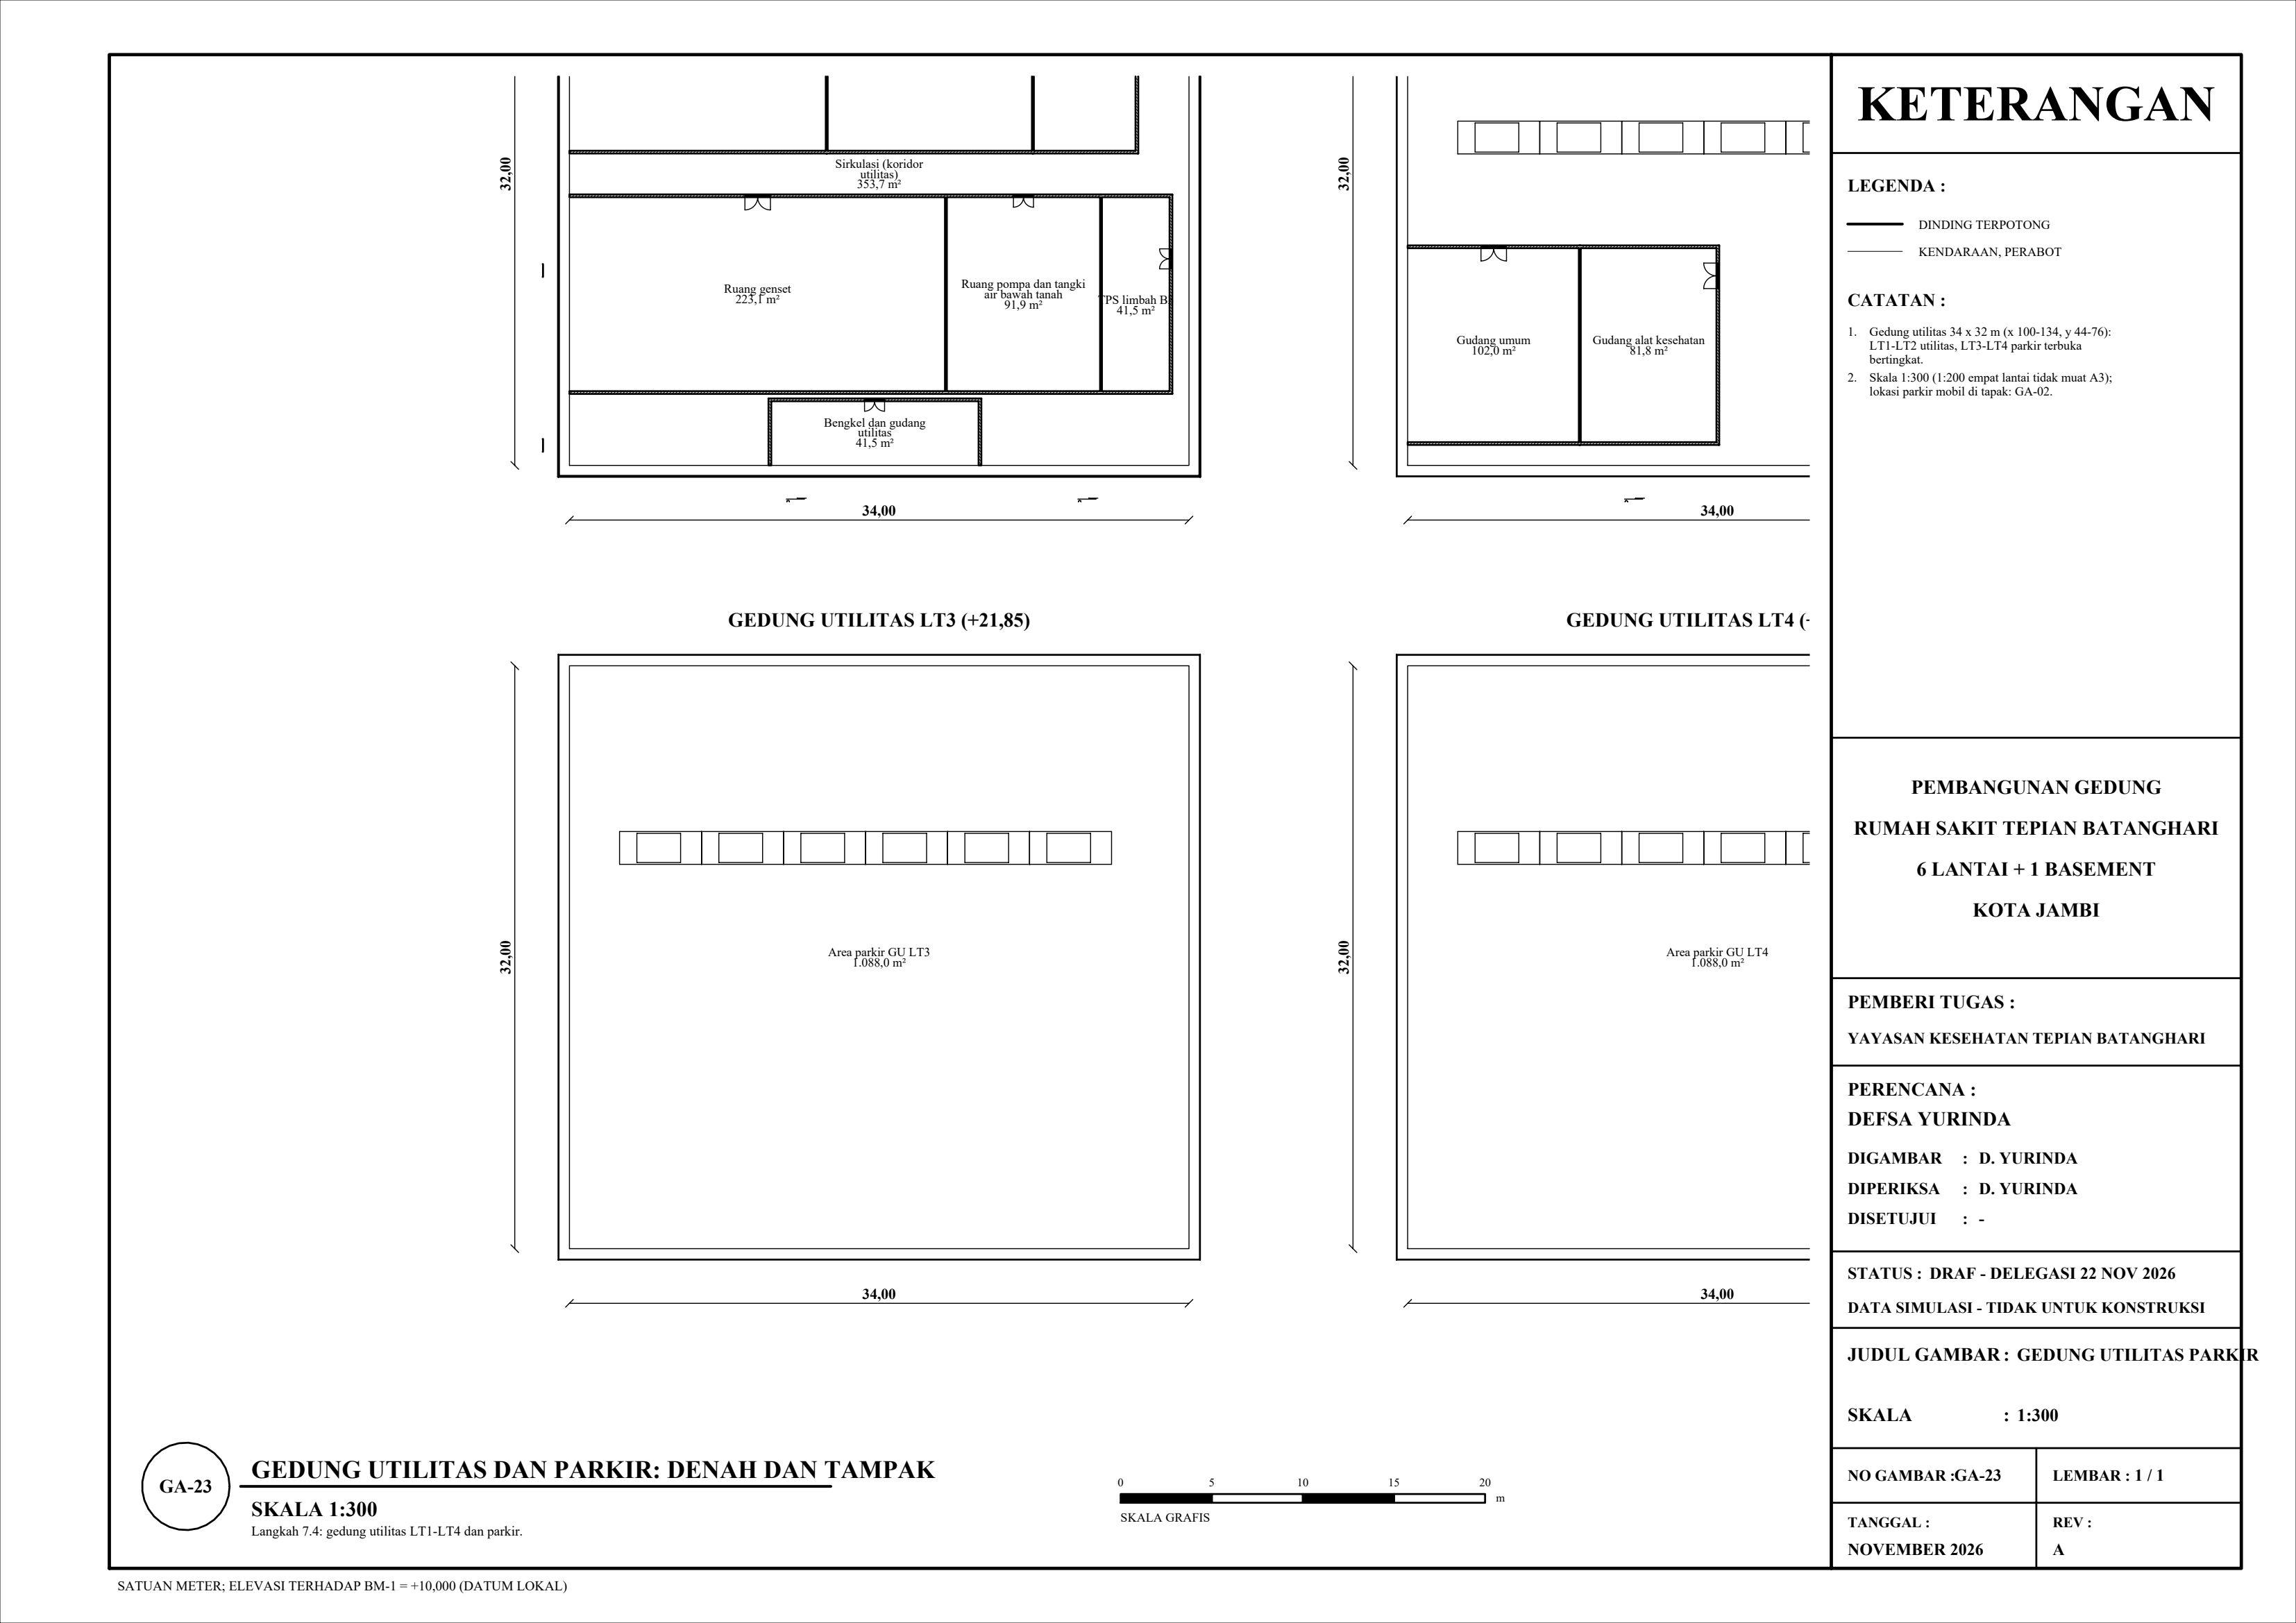 32,00
Sirkulasi (koridor
utilitas)
353,7 m²
Ruang genset
223,1 m²
Ruang pompa dan tangki
air bawah tanah
91,9 m²
PS limbah B
41,5 m²
Bengkel dan gudang
utilitas
41,5 m²
34,00
32,00
Gudang umum
102,0 m²
Gudang alat kesehatan
81,8 m²
34,00
GEDUNG UTILITAS LT3 (+21,85)
32,00
Area parkir GU LT3
1.088,0 m²
34,00
GEDUNG UTILITAS LT4 (
32,00
Area parkir GU LT4
1.088,0 m²
34,00
GA-23
GEDUNG UTILITAS DAN PARKIR: DENAH DAN TAMPAK
SKALA 1:300
Langkah 7.4: gedung utilitas LT1-LT4 dan parkir.
0 5 10 15 20
m
SKALA GRAFIS
SATUAN METER; ELEVASI TERHADAP BM-1 = +10,000 (DATUM LOKAL)
KETERANGAN
LEGENDA :
DINDING TERPOTONG
KENDARAAN, PERABOT
CATATAN :
1. Gedung utilitas 34 x 32 m (x 100-134, y 44-76):
LT1-LT2 utilitas, LT3-LT4 parkir terbuka
bertingkat.
2. Skala 1:300 (1:200 empat lantai tidak muat A3);
lokasi parkir mobil di tapak: GA-02.
PEMBANGUNAN GEDUNG
RUMAH SAKIT TEPIAN BATANGHARI
6 LANTAI + 1 BASEMENT
KOTA JAMBI
PEMBERI TUGAS :
YAYASAN KESEHATAN TEPIAN BATANGHARI
PERENCANA :
DEFSA YURINDA
DIGAMBAR : D. YURINDA
DIPERIKSA : D. YURINDA
DISETUJUI : -
STATUS : DRAF - DELEGASI 22 NOV 2026
DATA SIMULASI - TIDAK UNTUK KONSTRUKSI
JUDUL GAMBAR : GEDUNG UTILITAS PARKIR
SKALA : 1:300
NO GAMBAR :GA-23
LEMBAR : 1 / 1
TANGGAL :
NOVEMBER 2026
REV :
A